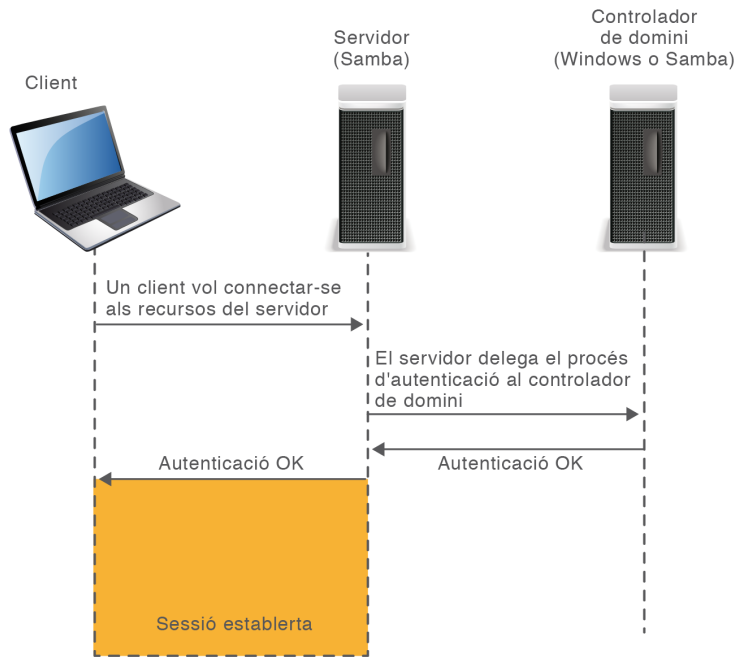 Client
Servidor
(Samba)
Controlador
de domini
(Windows o Samba)
Un client vol connectar-se
als recursos del servidor
El servidor delega el procés
d'autenticació al controlador
de domini
Autenticació OK
Autenticació OK
Sessió establerta